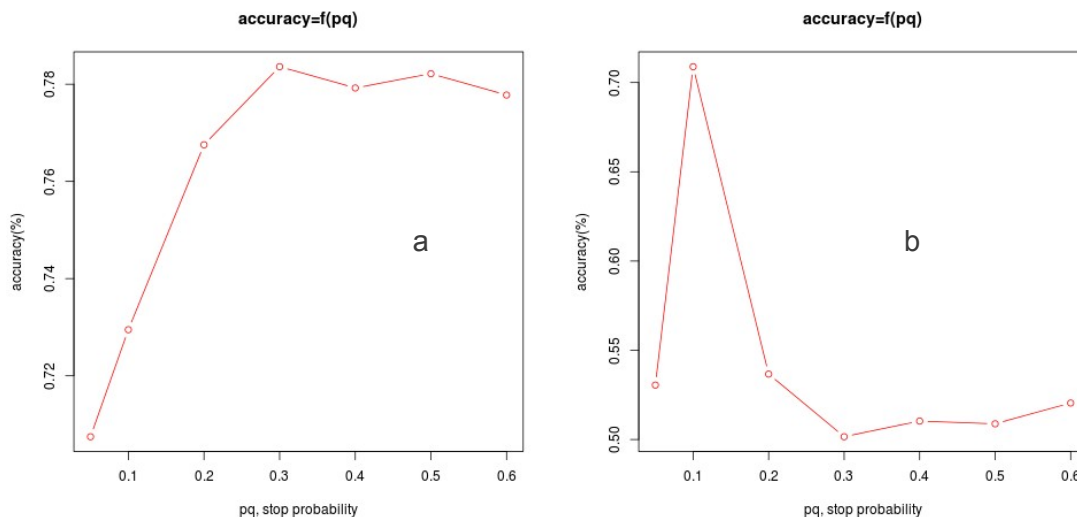 accuracy=f(pq)
accuracy(%)
0.78
0.76
0.74
0.72
a
0.1 0.2 0.3 0.4 0.5 0.6
pq, stop probability
accuracy=f(pq)
accuracy(%)
0.70
0.65
0.60
0.55
0.50
b
0.1 0.2 0.3 0.4 0.5 0.6
pq, stop probability